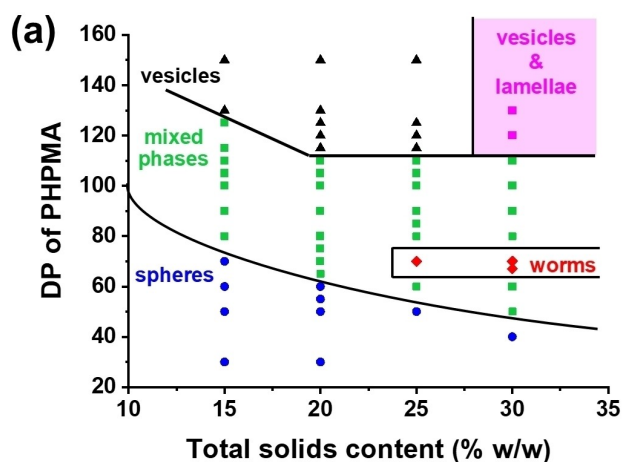 (a)
160
140
120
100
80
60
40
20
DP of PHPMA
vesicles
mixed
phases
spheres
vesicles
&
lamellae
worms
10
15
20
25
30
35
Total solids content (% w/w)